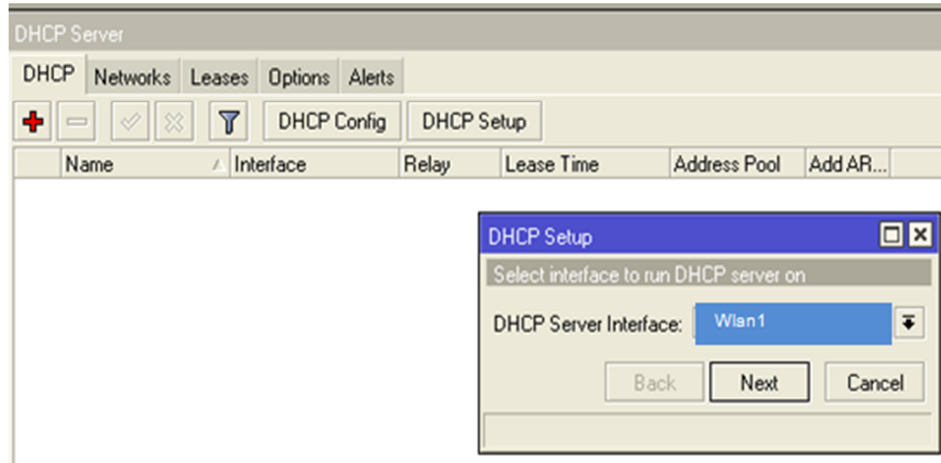 DHCP Server
DHCP Networks Leases Options Alerts
DHCP Config DHCP Setup
Name Interface Relay Lease Time Address Pool Add AR...
DHCP Setup
Select interface to run DHCP server on
DHCP Server Interface: Wlan1
Back Next Cancel